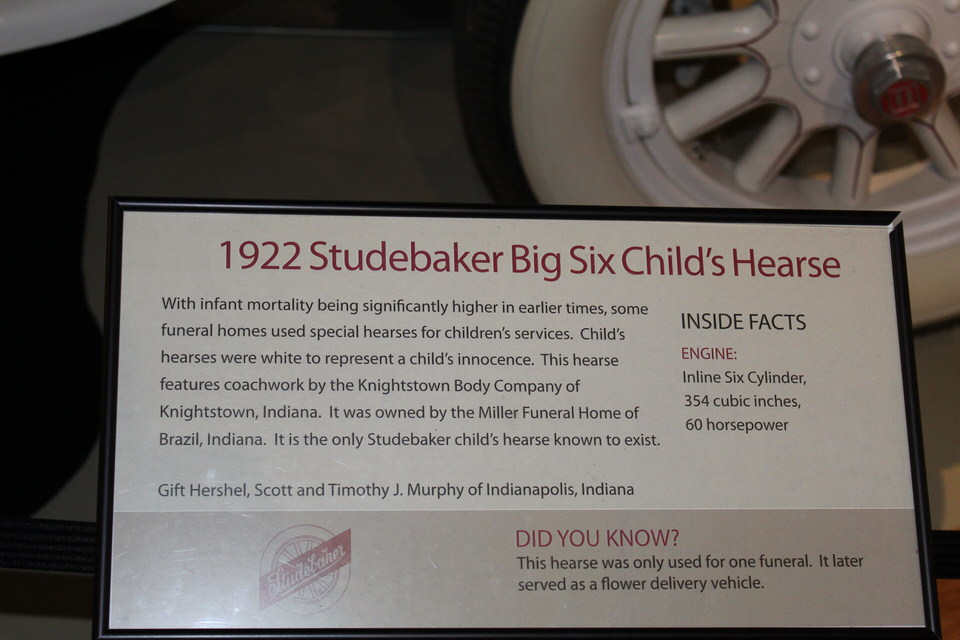 1922 Studebaker Big Six Child's Hearse
With infant mortality being significantly higher in earlier times, some
funeral homes used special hearses for children's services. Child's
hearses were white to represent a child's innocence. This hearse
features coachwork by the Knightstown Body Company of
Knightstown, Indiana. It was owned by the Miller Funeral Home of
Brazil, Indiana. It is the only Studebaker child's hearse known to exist.
Gift Hershel, Scott and Timothy J. Murphy of Indianapolis, Indiana
INSIDE FACTS
ENGINE:
Inline Six Cylinder,
354 cubic inches,
60 horsepower
Studebaker
DID YOU KNOW?
This hearse was only used for one funeral. It later
served as a flower delivery vehicle.